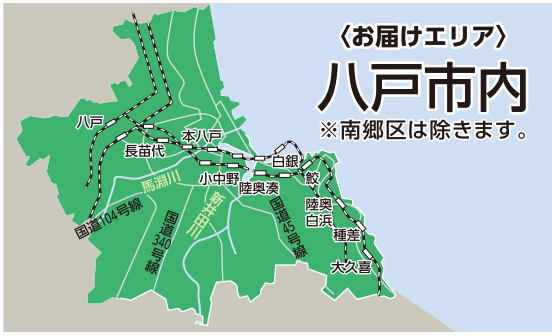 〈お届けエリア〉
八戸市内
※南郷区は除きます。
八戸
長苗代
本八戸
小中野
陸奥湊
白銀
鮫
陸奥
白浜
種差
大久喜
馬淵川
新井田川
国道104号線
国道
340
号線
国道45号線